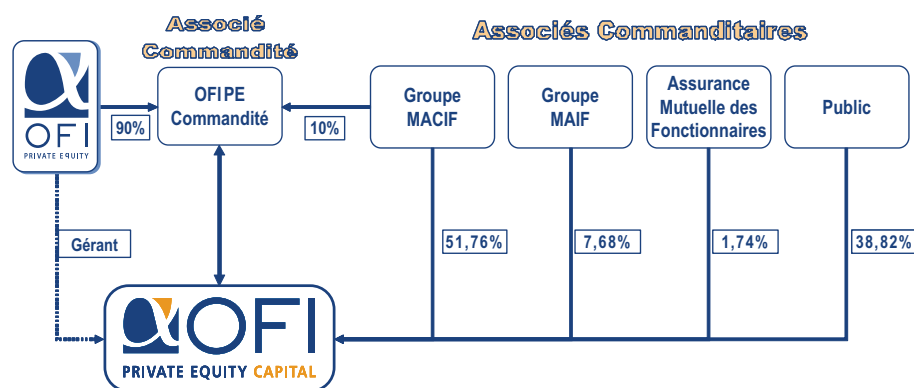 Associé
Commandité
Associés Commanditaires
OFI
PRIVATE EQUITY
90%
OFIPE
Commandité
10%
Groupe
MACIF
Groupe
MAIF
Assurance
Mutuelle des
Fonctionnaires
Public
Gérant
51,76%
7,68%
1,74%
38,82%
OFI
PRIVATE EQUITY CAPITAL